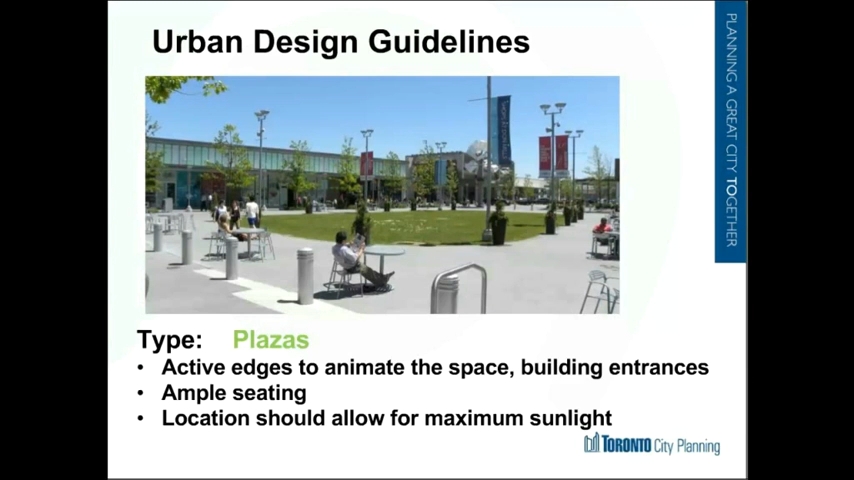 Urban Design Guidelines
PLANNING A GREAT CITY TOGETHER
Type: Plazas
• Active edges to animate the space, building entrances
• Ample seating
• Location should allow for maximum sunlight
TORONTO City Planning